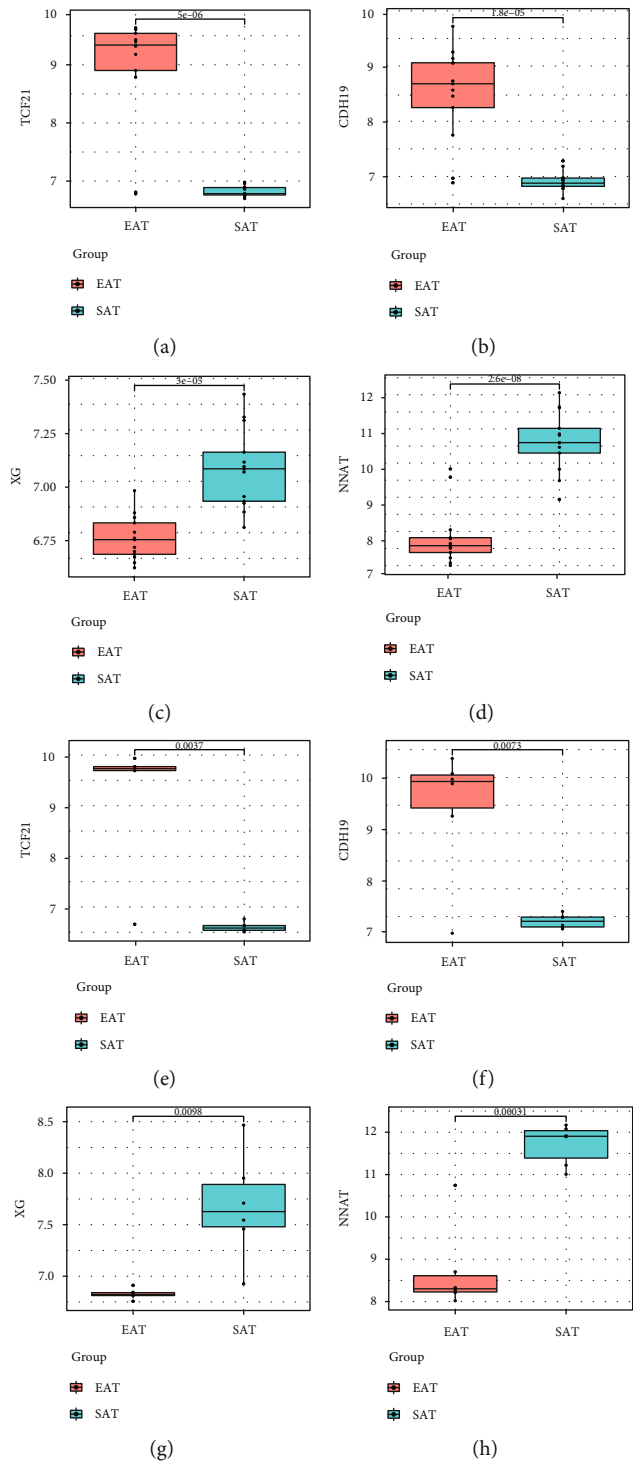 5e−06
10
9
8
7
TCF21
EAT
SAT
Group
EAT
SAT
(a)
1.8e−05
9
8
7
CDH19
EAT
SAT
Group
EAT
SAT
(b)
3e−05
7.50
7.25
7.00
6.75
XG
EAT
SAT
Group
EAT
SAT
(c)
2.6e−08
12
11
10
9
8
7
NNAT
EAT
SAT
Group
EAT
SAT
(d)
0.0037
10
9
8
7
TCF21
EAT
SAT
Group
EAT
SAT
(e)
0.0073
10
9
8
7
CDH19
EAT
SAT
Group
EAT
SAT
(f)
0.0098
8.5
8.0
7.5
7.0
XG
EAT
SAT
Group
EAT
SAT
(g)
0.00031
12
11
10
9
8
NNAT
EAT
SAT
Group
EAT
SAT
(h)